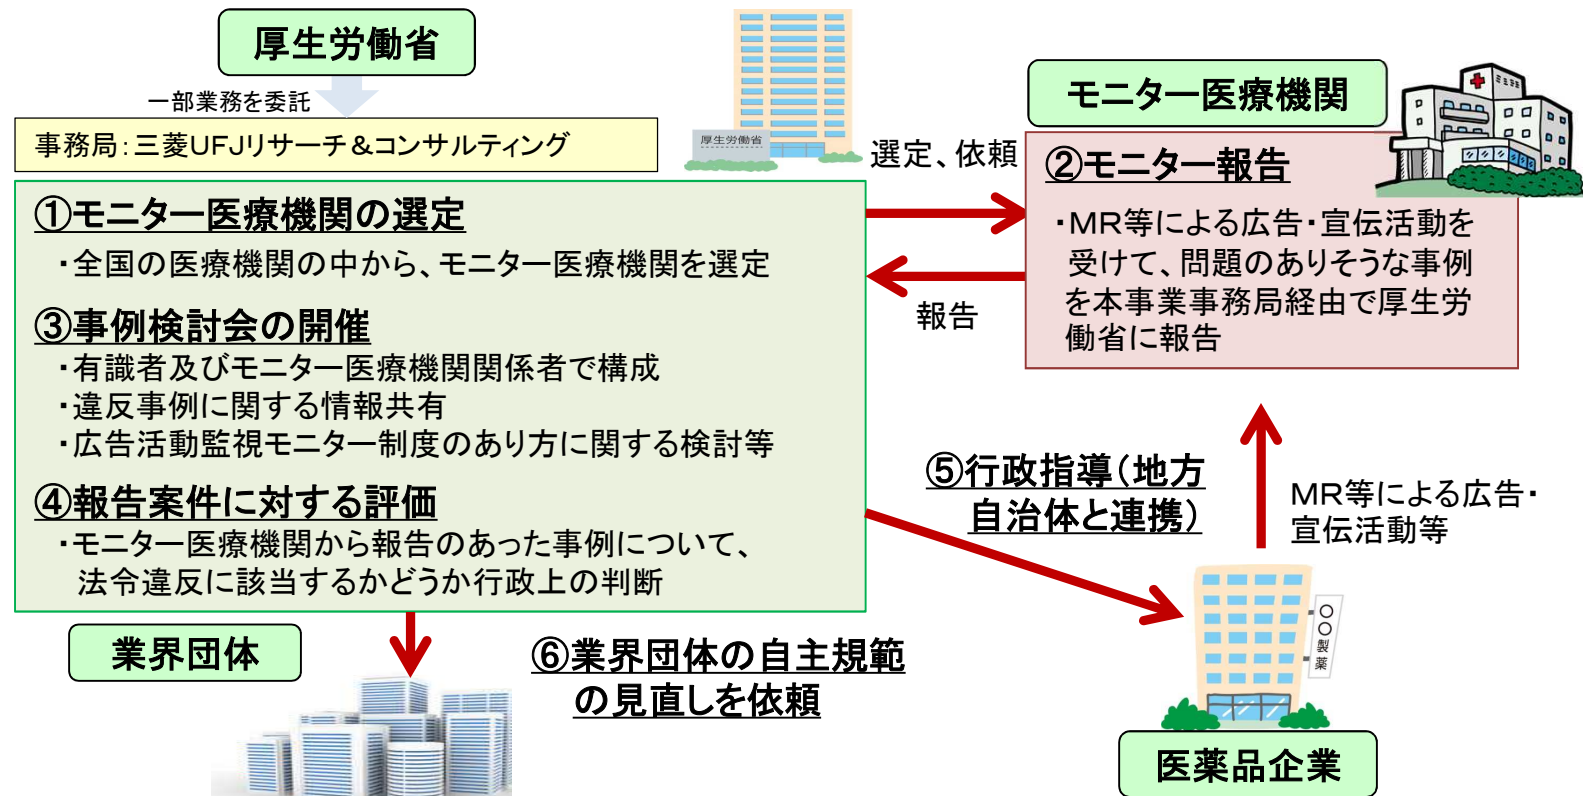 厚生労働省
一部業務を委託
事務局：三菱UFJリサーチ＆コンサルティング
厚生労働省
①モニター医療機関の選定
・全国の医療機関の中から、モニター医療機関を選定
③事例検討会の開催
・有識者及びモニター医療機関関係者で構成
・違反事例に関する情報共有
・広告活動監視モニター制度のあり方に関する検討等
④報告案件に対する評価
・モニター医療機関から報告のあった事例について、
法令違反に該当するかどうか行政上の判断
選定、依頼
報告
モニター医療機関
②モニター報告
・MR等による広告・宣伝活動を
受けて、問題のありそうな事例
を本事業事務局経由で厚生労
働省に報告
⑤行政指導（地方
自治体と連携）
MR等による広告・
宣伝活動等
業界団体
⑥業界団体の自主規範
の見直しを依頼
〇〇製薬
医薬品企業